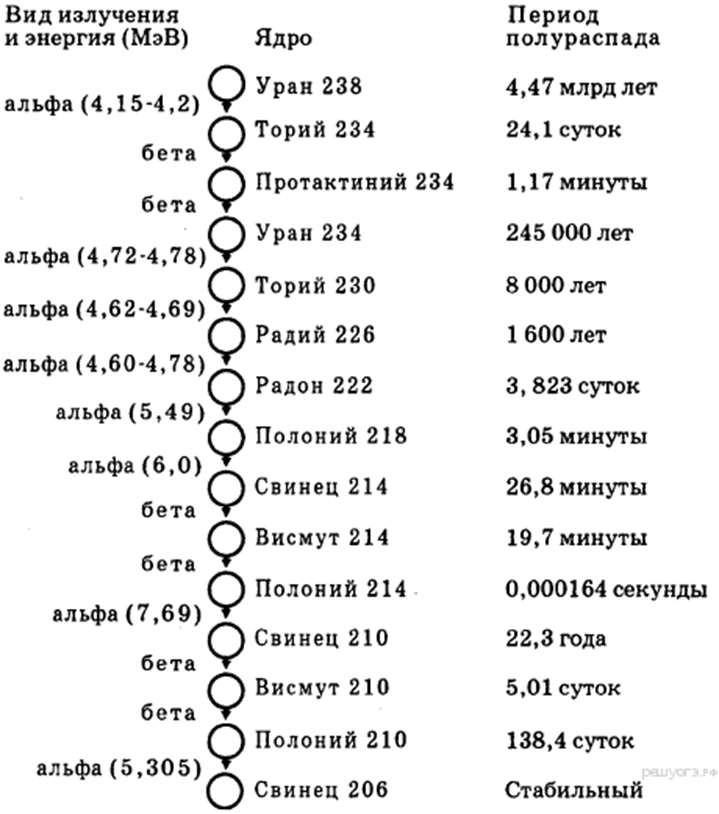 Вид излучения и энергия (МэВ) Ядро Период полураспада
Уран 238 4,47 млрд лет
альфа (4,15-4,2)
Торий 234 24,1 суток
бета
Протактиний 234 1,17 минуты
бета
Уран 234 245 000 лет
альфа (4,72-4,78)
Торий 230 8 000 лет
альфа (4,62-4,69)
Радий 226 1 600 лет
альфа (4,60-4,78)
Радон 222 3, 823 суток
альфа (5,49)
Полоний 218 3,05 минуты
альфа (6,0)
Свинец 214 26,8 минуты
бета
Висмут 214 19,7 минуты
бета
Полоний 214 0,000164 секунды
альфа (7,69)
Свинец 210 22,3 года
бета
Висмут 210 5,01 суток
бета
Полоний 210 138,4 суток
альфа (5,305)
Свинец 206 Стабильный
решуогэ.рф